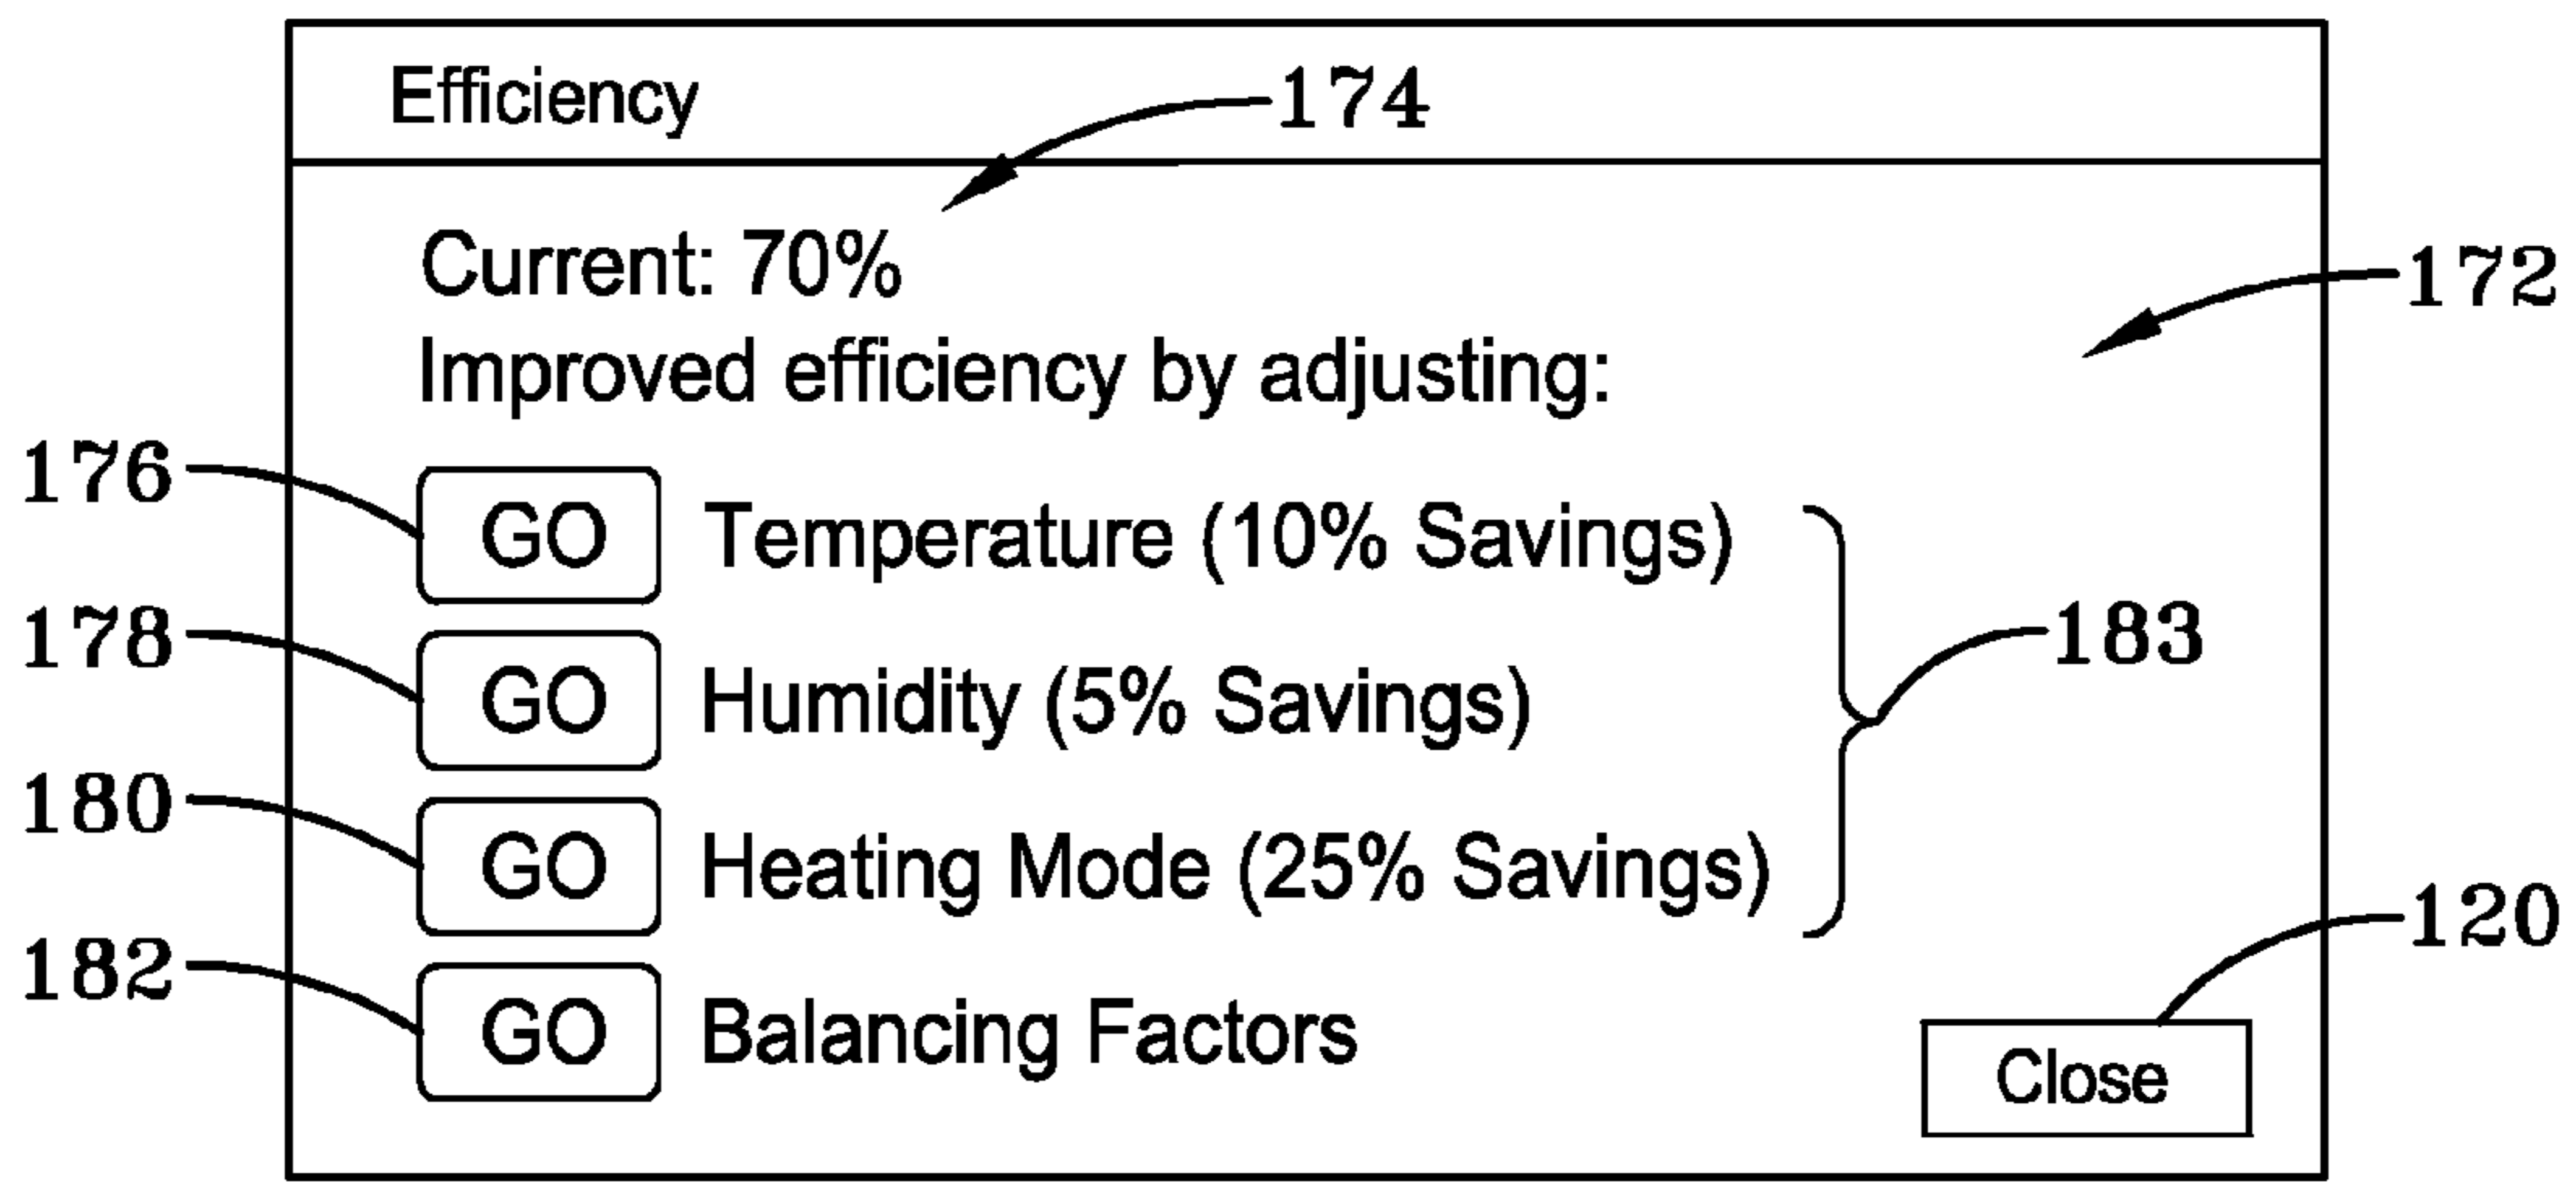 Efficiency
174
Current: 70%
172
Improved efficiency by adjusting:
176
GO Temperature (10% Savings)
178
GO Humidity (5% Savings)
183
180
GO Heating Mode (25% Savings)
120
182
GO Balancing Factors
Close